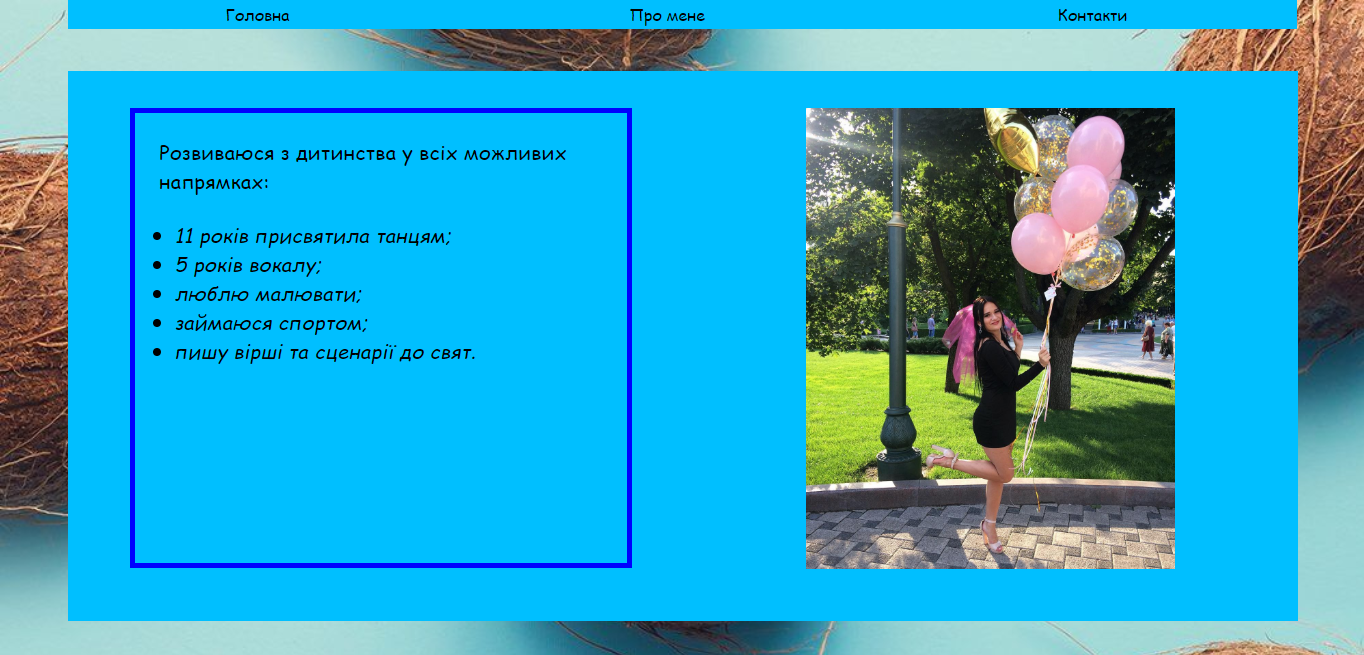 Головна
Про мене
Контакти
Розвиваюся з дитинства у всіх можливих
напрямках:
11 років присвятила танцям;
5 років вокалу;
люблю малювати;
займаюся спортом;
пишу вірші та сценарії до свят.